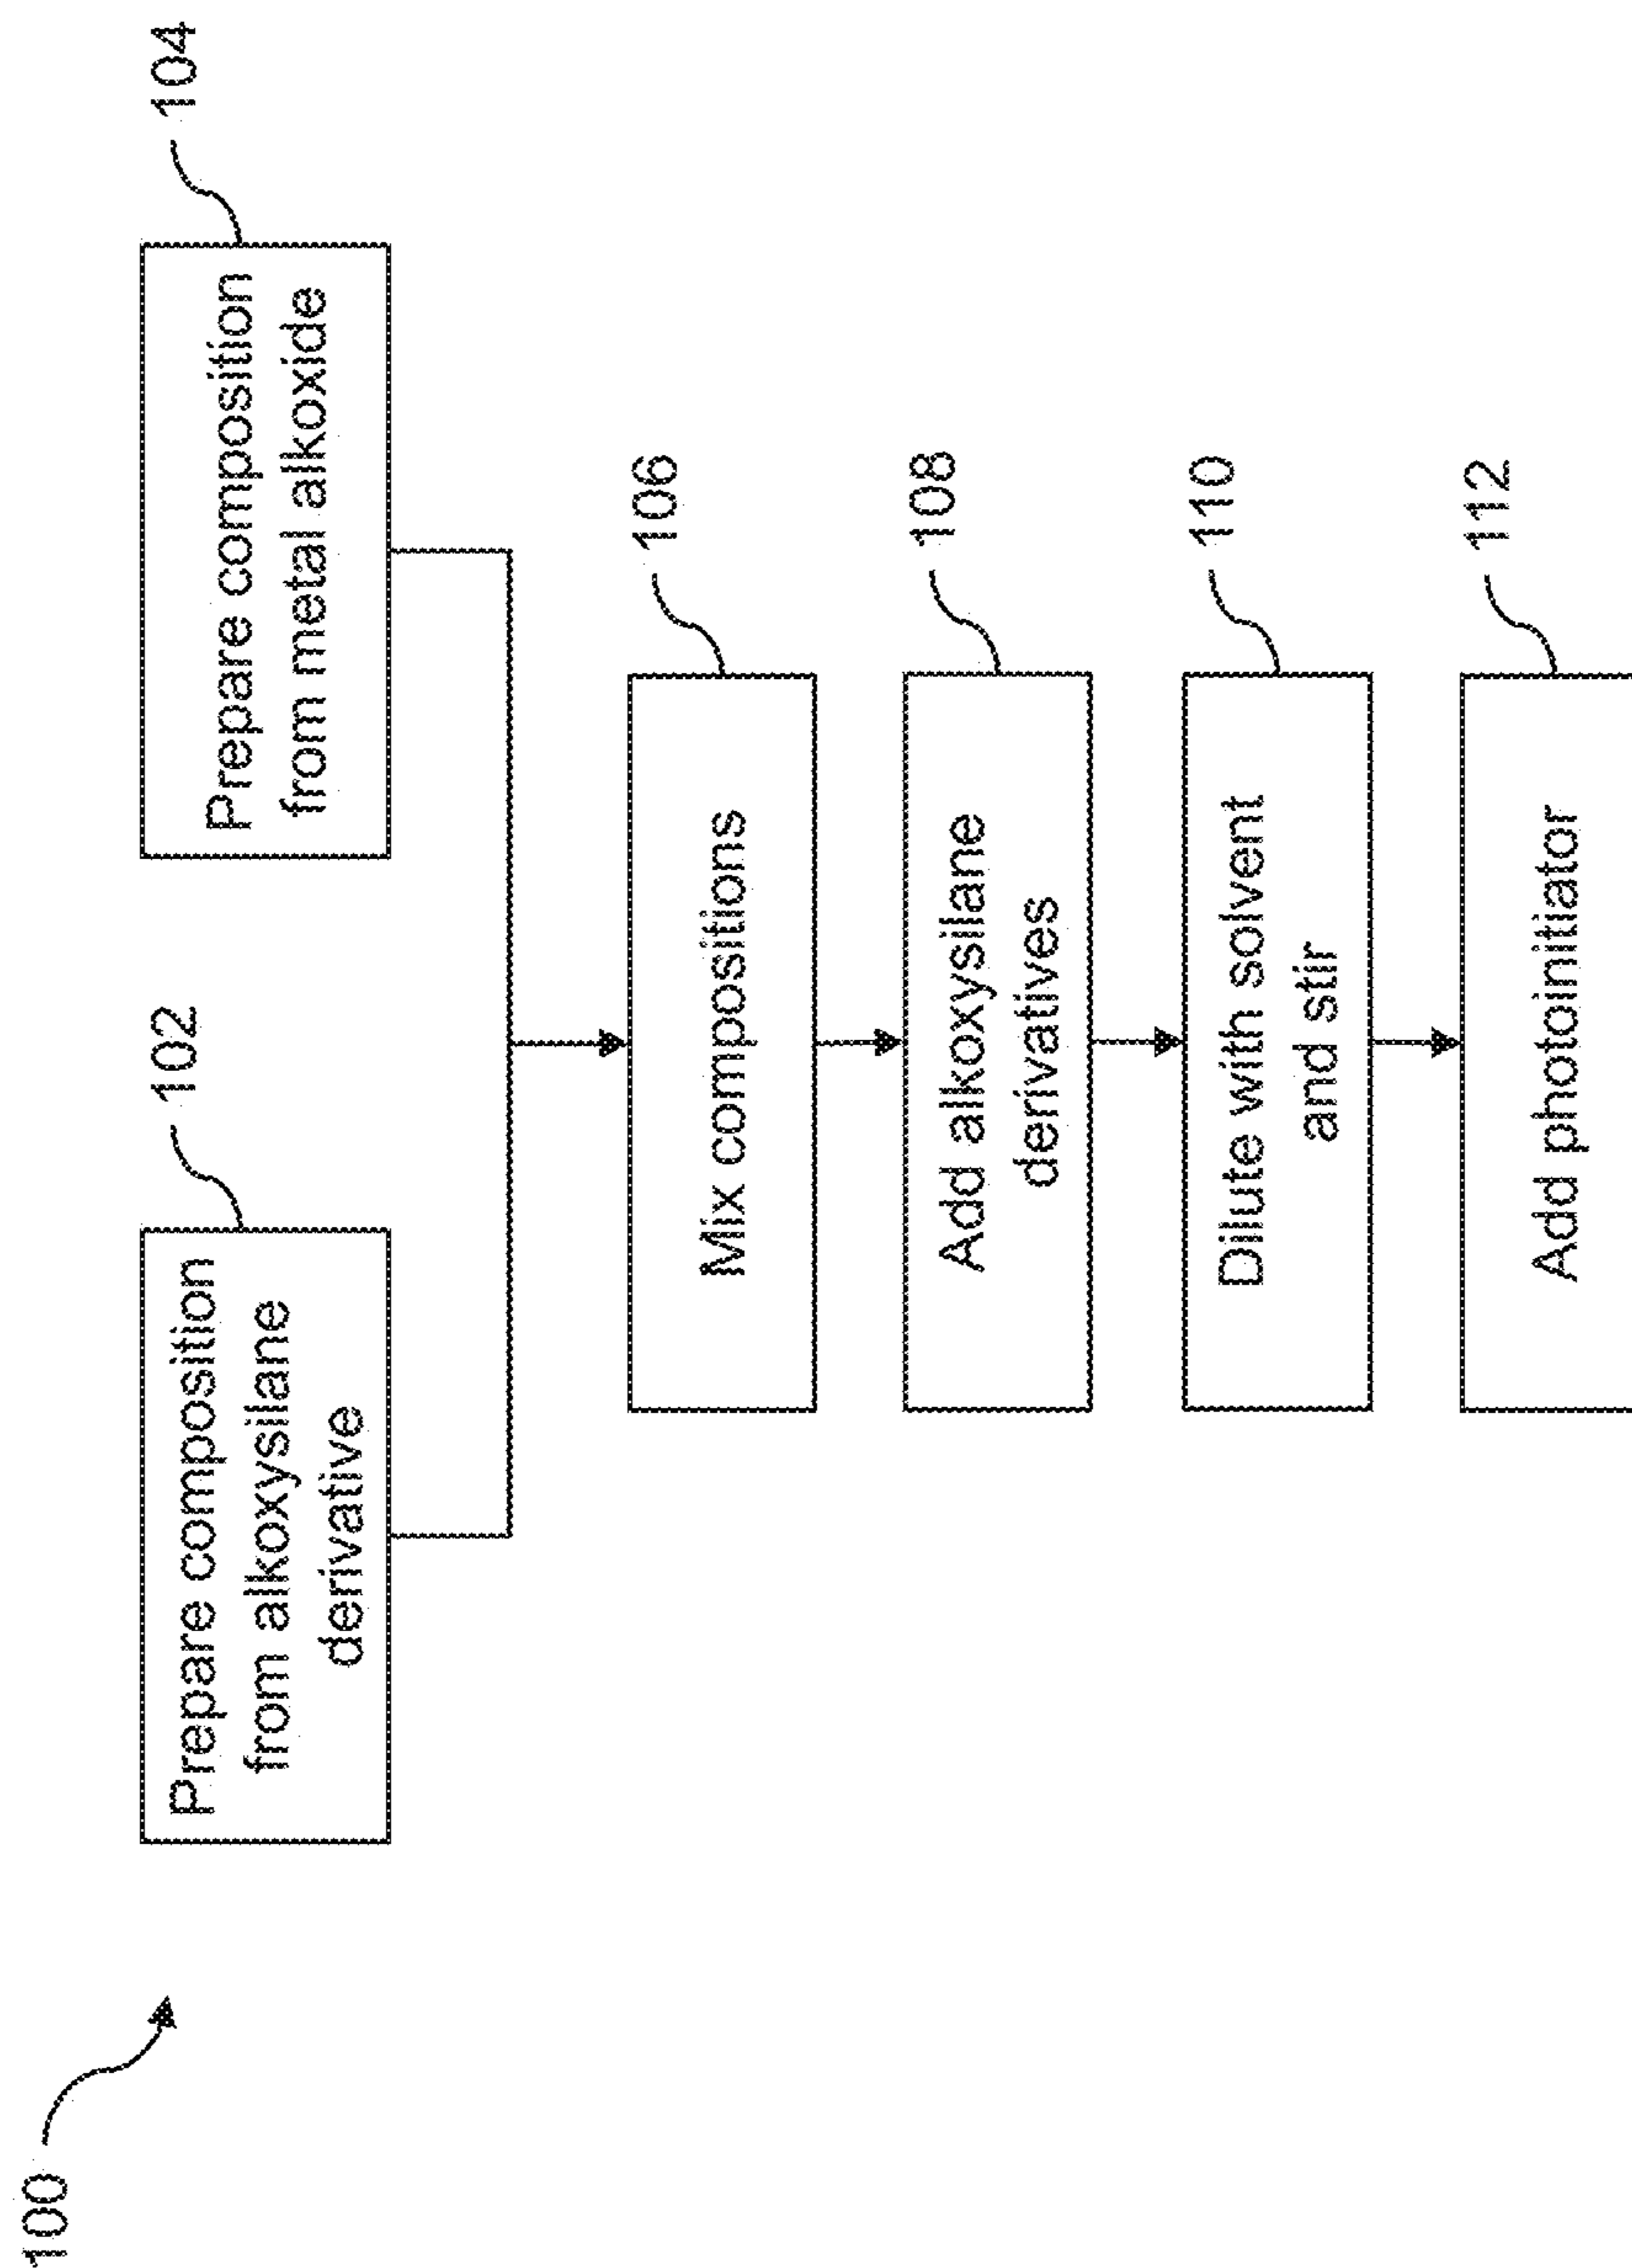 100
102
Prepare composition
from alkoxysilane
derivative
104
Prepare composition
from metal alkoxide
106
Mix compositions
108
Add alkoxysilane
derivatives
110
Dilute with solvent
and stir
112
Add photoinitiator